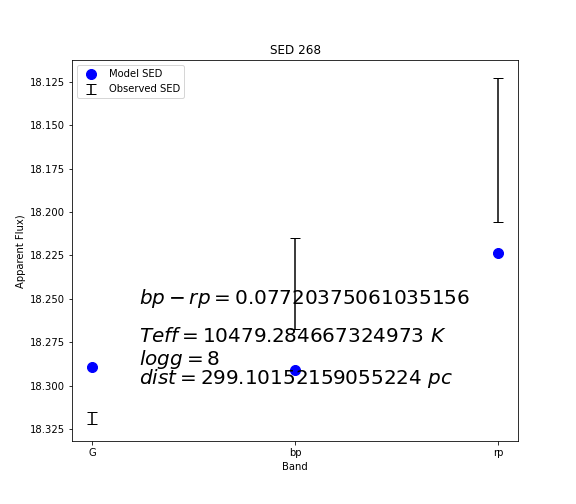 SED 268
Model SED
Observed SED
18.125
18.150
18.175
18.200
18.225
18.250
18.275
18.300
18.325
Apparent Flux)
bp − rp = 0.07720375061035156
Teff = 10479.284667324973 K
logg = 8
dist = 299.10152159055224 pc
G
bp
rp
Band